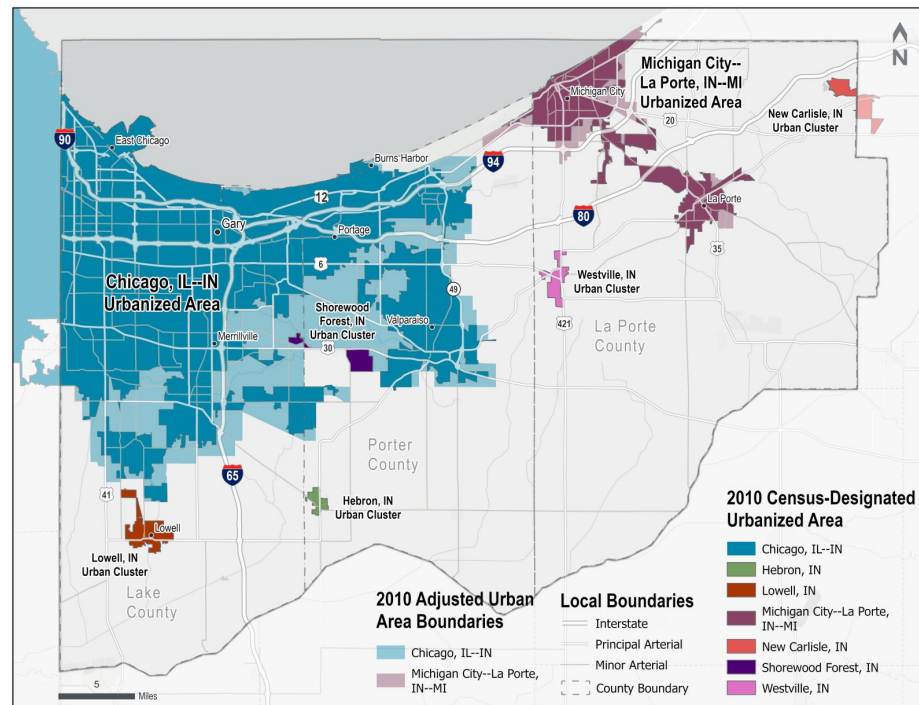 N
Michigan City--
La Porte, IN--MI
Urbanized Area
Michigan City
20
New Carlisle, IN
Urban Cluster
90
East Chicago
Burns Harbor
94
12
La Porte
Gary
Portage
80
6
35
Chicago, IL--IN
Urbanized Area
49
Westville, IN
Urban Cluster
Shorewood
Forest, IN
Urban Cluster
Valparaiso
421
La Porte
County
Merrillville
30
Porter
County
65
41
Hebron, IN
Urban Cluster
Lowell
Lowell, IN
Urban Cluster
Lake
County
5
Miles
2010 Adjusted Urban
Area Boundaries
Chicago, IL--IN
Michigan City--La Porte,
IN--MI
Local Boundaries
Interstate
Principal Arterial
Minor Arterial
County Boundary
2010 Census-Designated
Urbanized Area
Chicago, IL--IN
Hebron, IN
Lowell, IN
Michigan City--La Porte,
IN--MI
New Carlisle, IN
Shorewood Forest, IN
Westville, IN